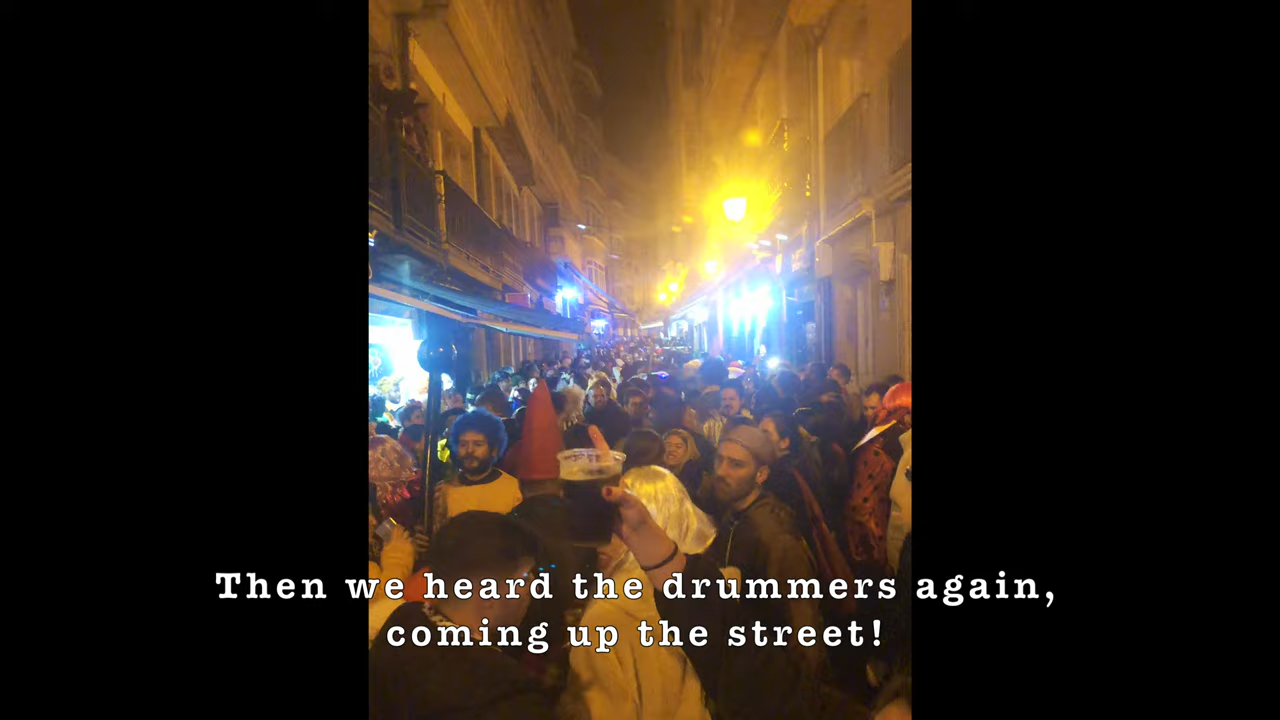 Then we heard the drummers again,
coming up the street!